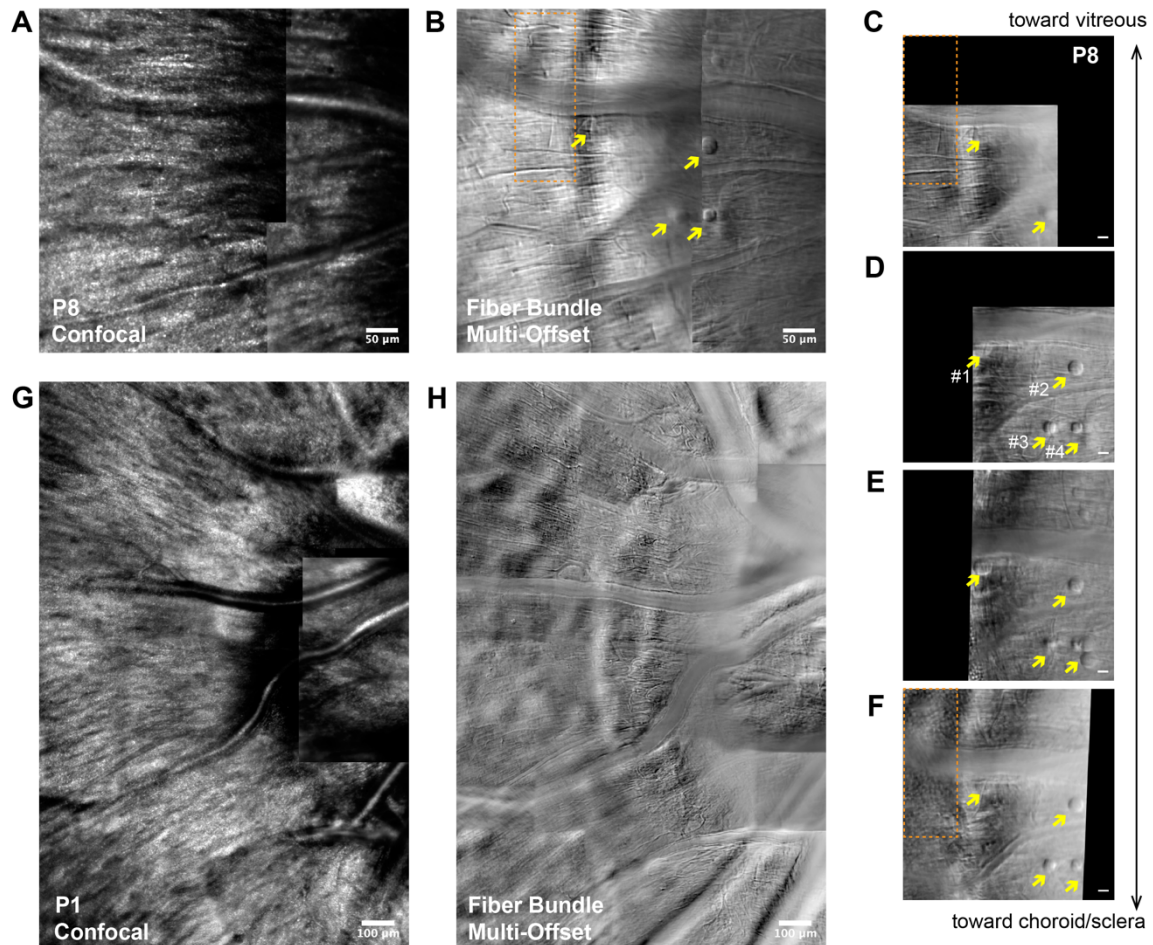 A
P8
Confocal
50 µm
B
Fiber Bundle
Multi-Offset
50 µm
C
toward vitreous
P8
D
#1
#2
#3
#4
E
F
toward choroid/sclera
G
P1
Confocal
100 µm
H
Fiber Bundle
Multi-Offset
100 µm